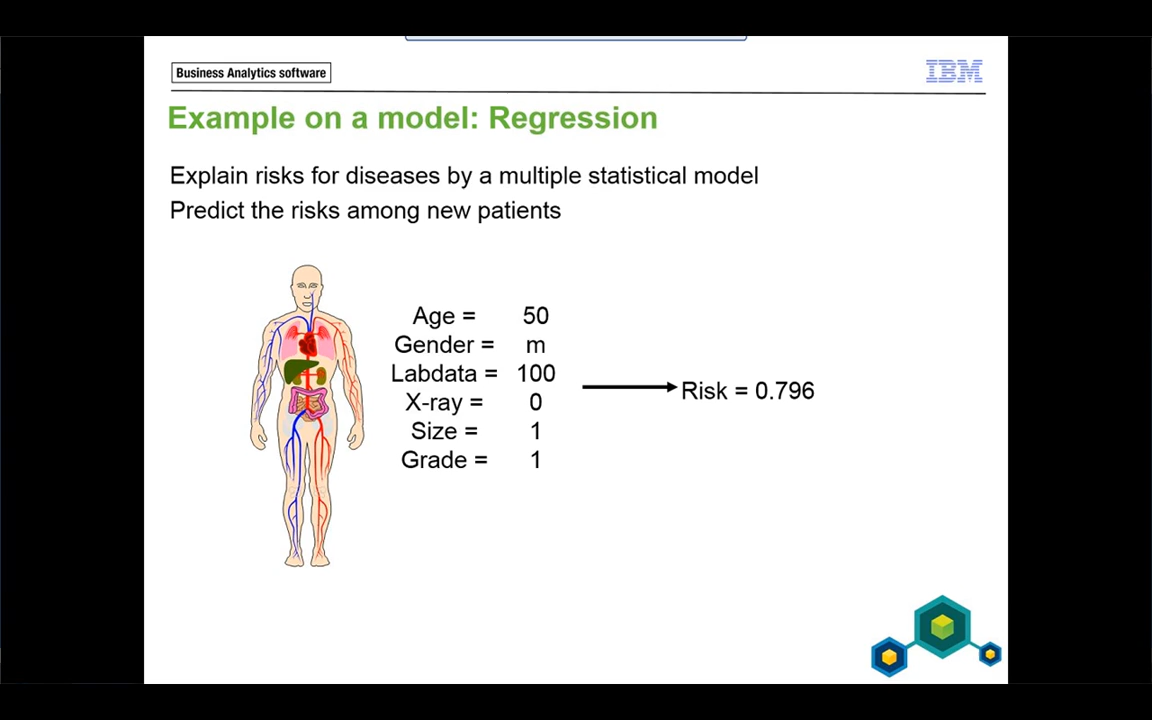 Business Analytics software
IBM
Example on a model: Regression
Explain risks for diseases by a multiple statistical model
Predict the risks among new patients
Age = 50
Gender = m
Labdata = 100
X-ray = 0
Size = 1
Grade = 1
Risk = 0.796